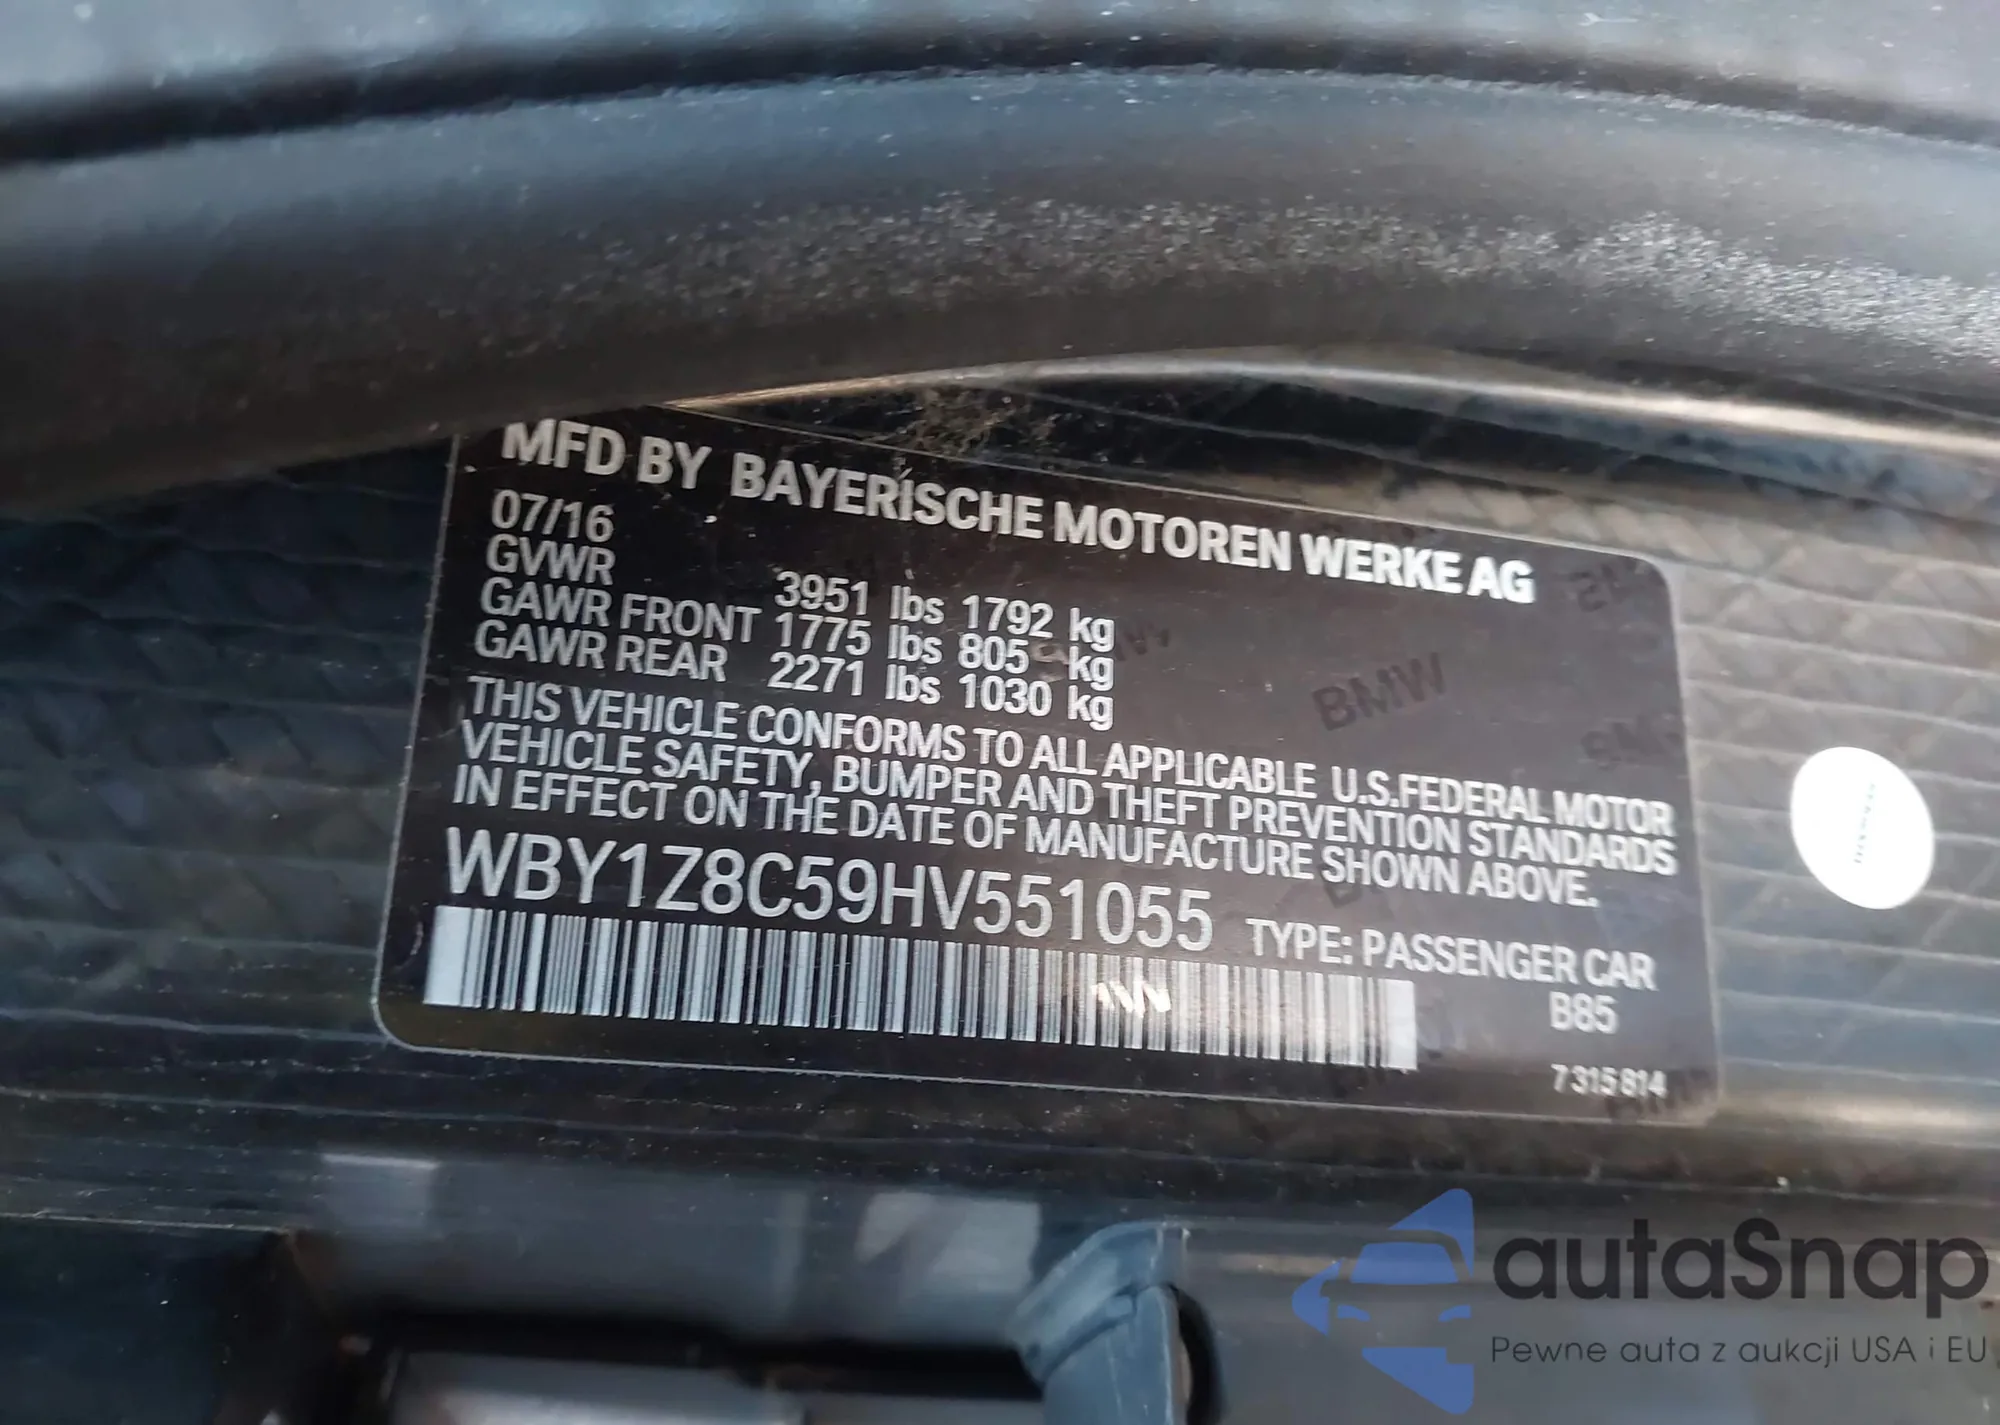 MFD BY BAYERISCHE MOTOREN WERKE AG
07/16
GVWR 3951 lbs 1792 kg
GAWR FRONT 1775 lbs 805 kg
GAWR REAR 2271 lbs 1030 kg
THIS VEHICLE CONFORMS TO ALL APPLICABLE U.S.FEDERAL MOTOR
VEHICLE SAFETY, BUMPER AND THEFT PREVENTION STANDARDS
IN EFFECT ON THE DATE OF MANUFACTURE SHOWN ABOVE.
WBY1Z8C59HV551055 TYPE: PASSENGER CAR
B85
7 315 814
BMW
autaSnap
Pewne auta z aukcji USA i EU